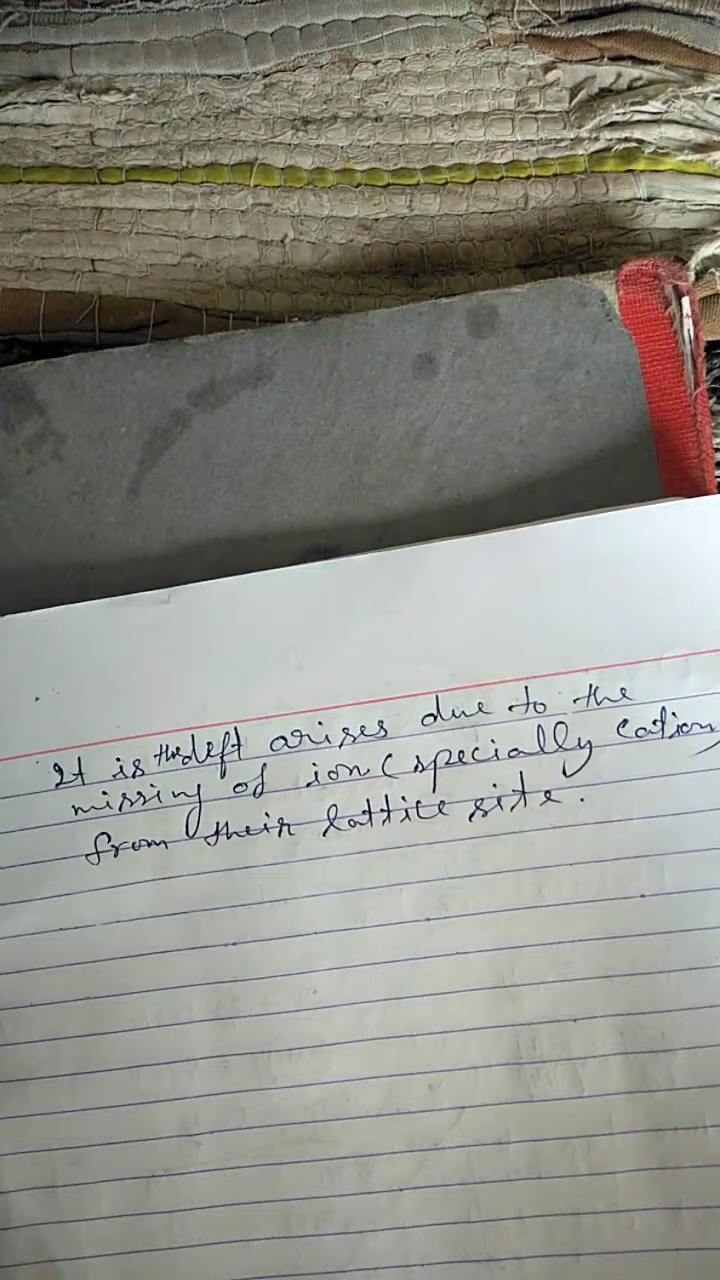 It is the deft arises due to the
missing of ion (specially cation)
from their lattice site.